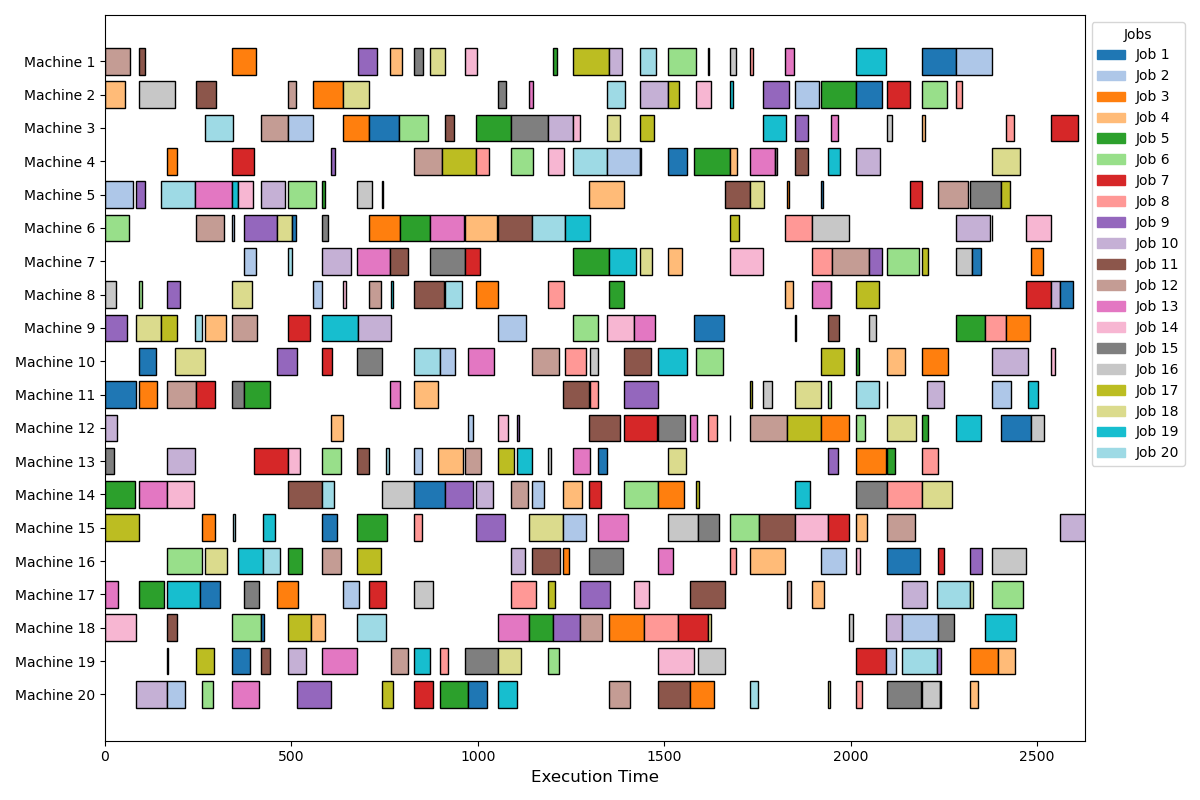 Machine 1
Machine 2
Machine 3
Machine 4
Machine 5
Machine 6
Machine 7
Machine 8
Machine 9
Machine 10
Machine 11
Machine 12
Machine 13
Machine 14
Machine 15
Machine 16
Machine 17
Machine 18
Machine 19
Machine 20
0 500 1000 1500 2000 2500
Execution Time
Jobs
Job 1
Job 2
Job 3
Job 4
Job 5
Job 6
Job 7
Job 8
Job 9
Job 10
Job 11
Job 12
Job 13
Job 14
Job 15
Job 16
Job 17
Job 18
Job 19
Job 20